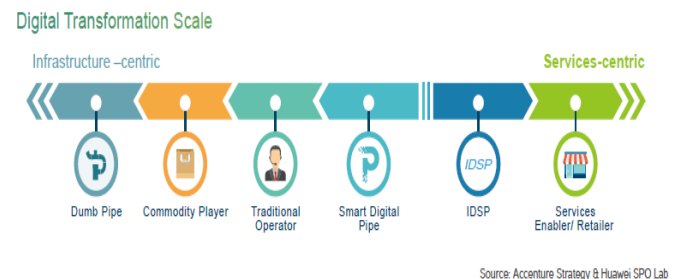 Digital Transformation Scale
Infrastructure –centric
Services-centric
IDSP
Dumb Pipe
Commodity Player
Traditional
Operator
Smart Digital
Pipe
IDSP
Services
Enabler/ Retailer
Source: Accenture Strategy & Huawei SPO Lab